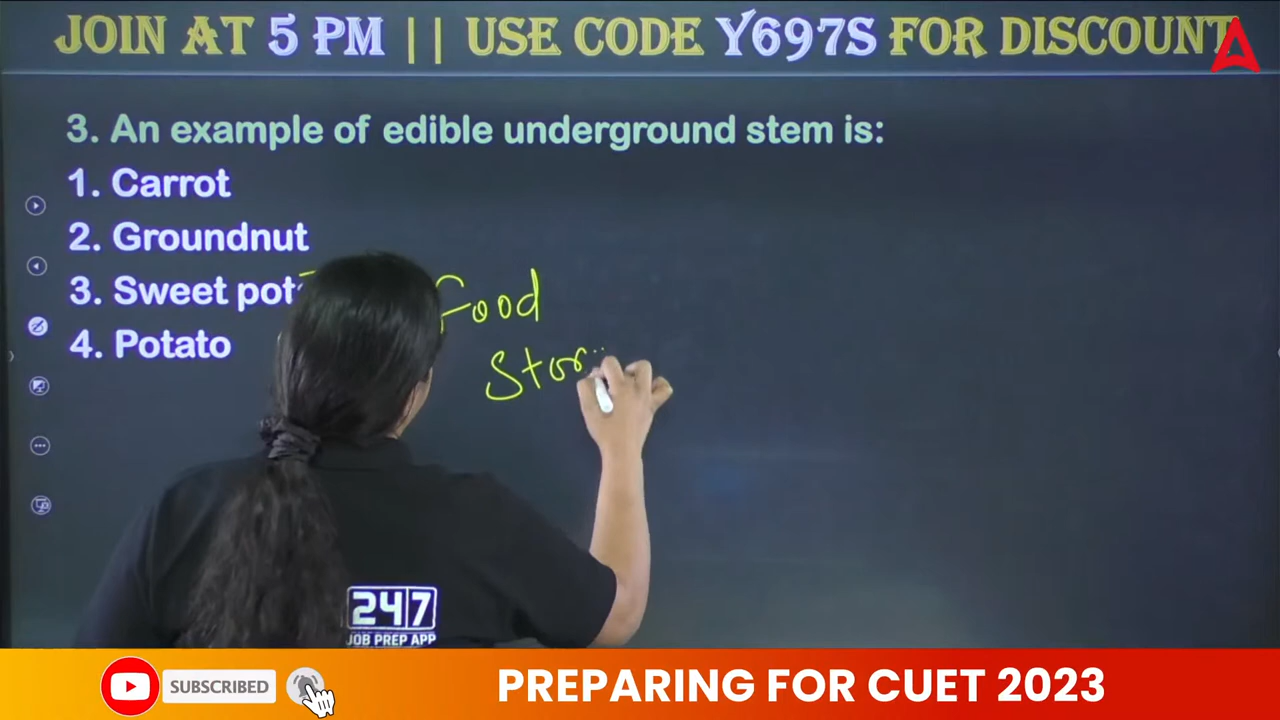 JOIN AT 5 PM || USE CODE Y697S FOR DISCOUNT
3. An example of edible underground stem is:
1. Carrot
2. Groundnut
3. Sweet
4. Potato
Food
Stor
247
JOB PREP APP
SUBSCRIBED
PREPARING FOR CUET 2023